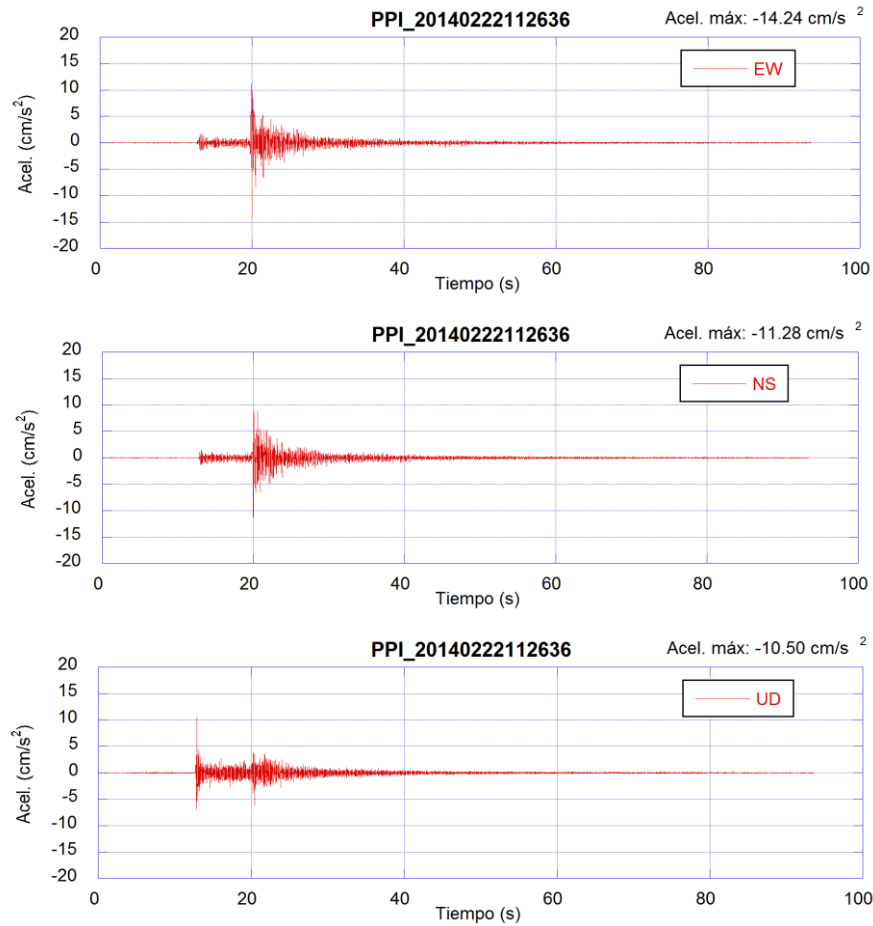 PPI_20140222112636 Acel. máx: -14.24 cm/s 2
EW
20
15
10
5
0
-5
-10
-15
-20
Acel. (cm/s2)
0 20 40 60 80 100
Tiempo (s)
PPI_20140222112636 Acel. máx: -11.28 cm/s 2
NS
20
15
10
5
0
-5
-10
-15
-20
Acel. (cm/s2)
0 20 40 60 80 100
Tiempo (s)
PPI_20140222112636 Acel. máx: -10.50 cm/s 2
UD
20
15
10
5
0
-5
-10
-15
-20
Acel. (cm/s2)
0 20 40 60 80 100
Tiempo (s)